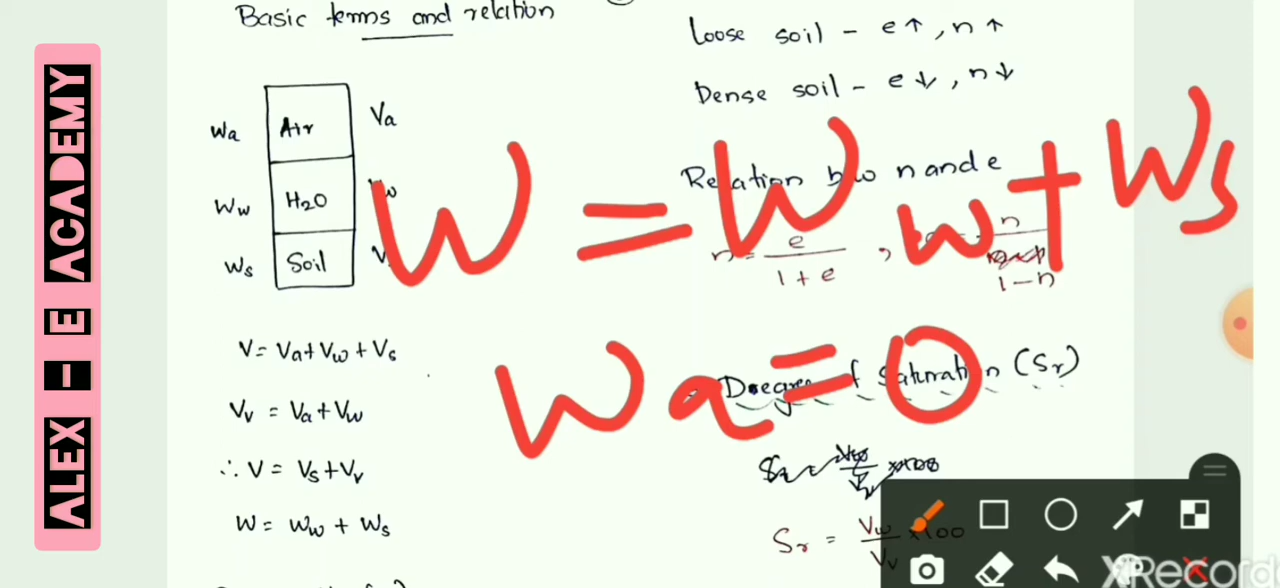 Basic terms and relation
ALEX - E ACADEMY
Wa Air Va
Ww H2O
Ws Soil
V = Va + Vw + Vs
Vv = Va + Vw
∴ V = Vs + Vv
W = Ww + Ws
Loose soil - e↑, n↑
Dense soil - e↓, n↓
Relation b/w n and e
n = e / 1 + e ,
n / 1 - n
W = Ww + Ws
Wa = 0
Degree of Saturation (Sr)
Sr = Vw / Vv × 100
XRecord